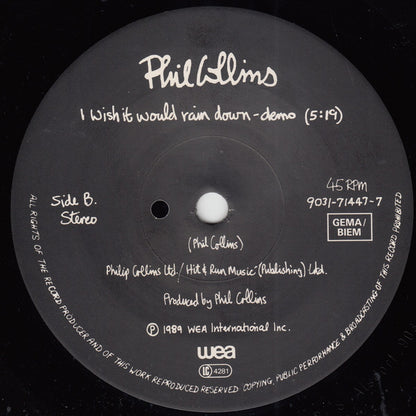 Phil Collins
I wish it would rain down-demo (5:19)
Side B.
Stereo
45 RPM
9031-71447-7
GEMA/
BIEM
(Phil Collins)
Philip Collins Ltd./Hit & Run Music (Publishing) Ltd.
Produced by Phil Collins
Ⓟ 1989 WEA International Inc.
wea
LC 4281
ALL RIGHTS OF THE RECORD PRODUCER AND OF THIS WORK REPRODUCED RESERVED COPYING, PUBLIC PERFORMANCE & BROADCASTING OF THIS RECORD PROHIBITED